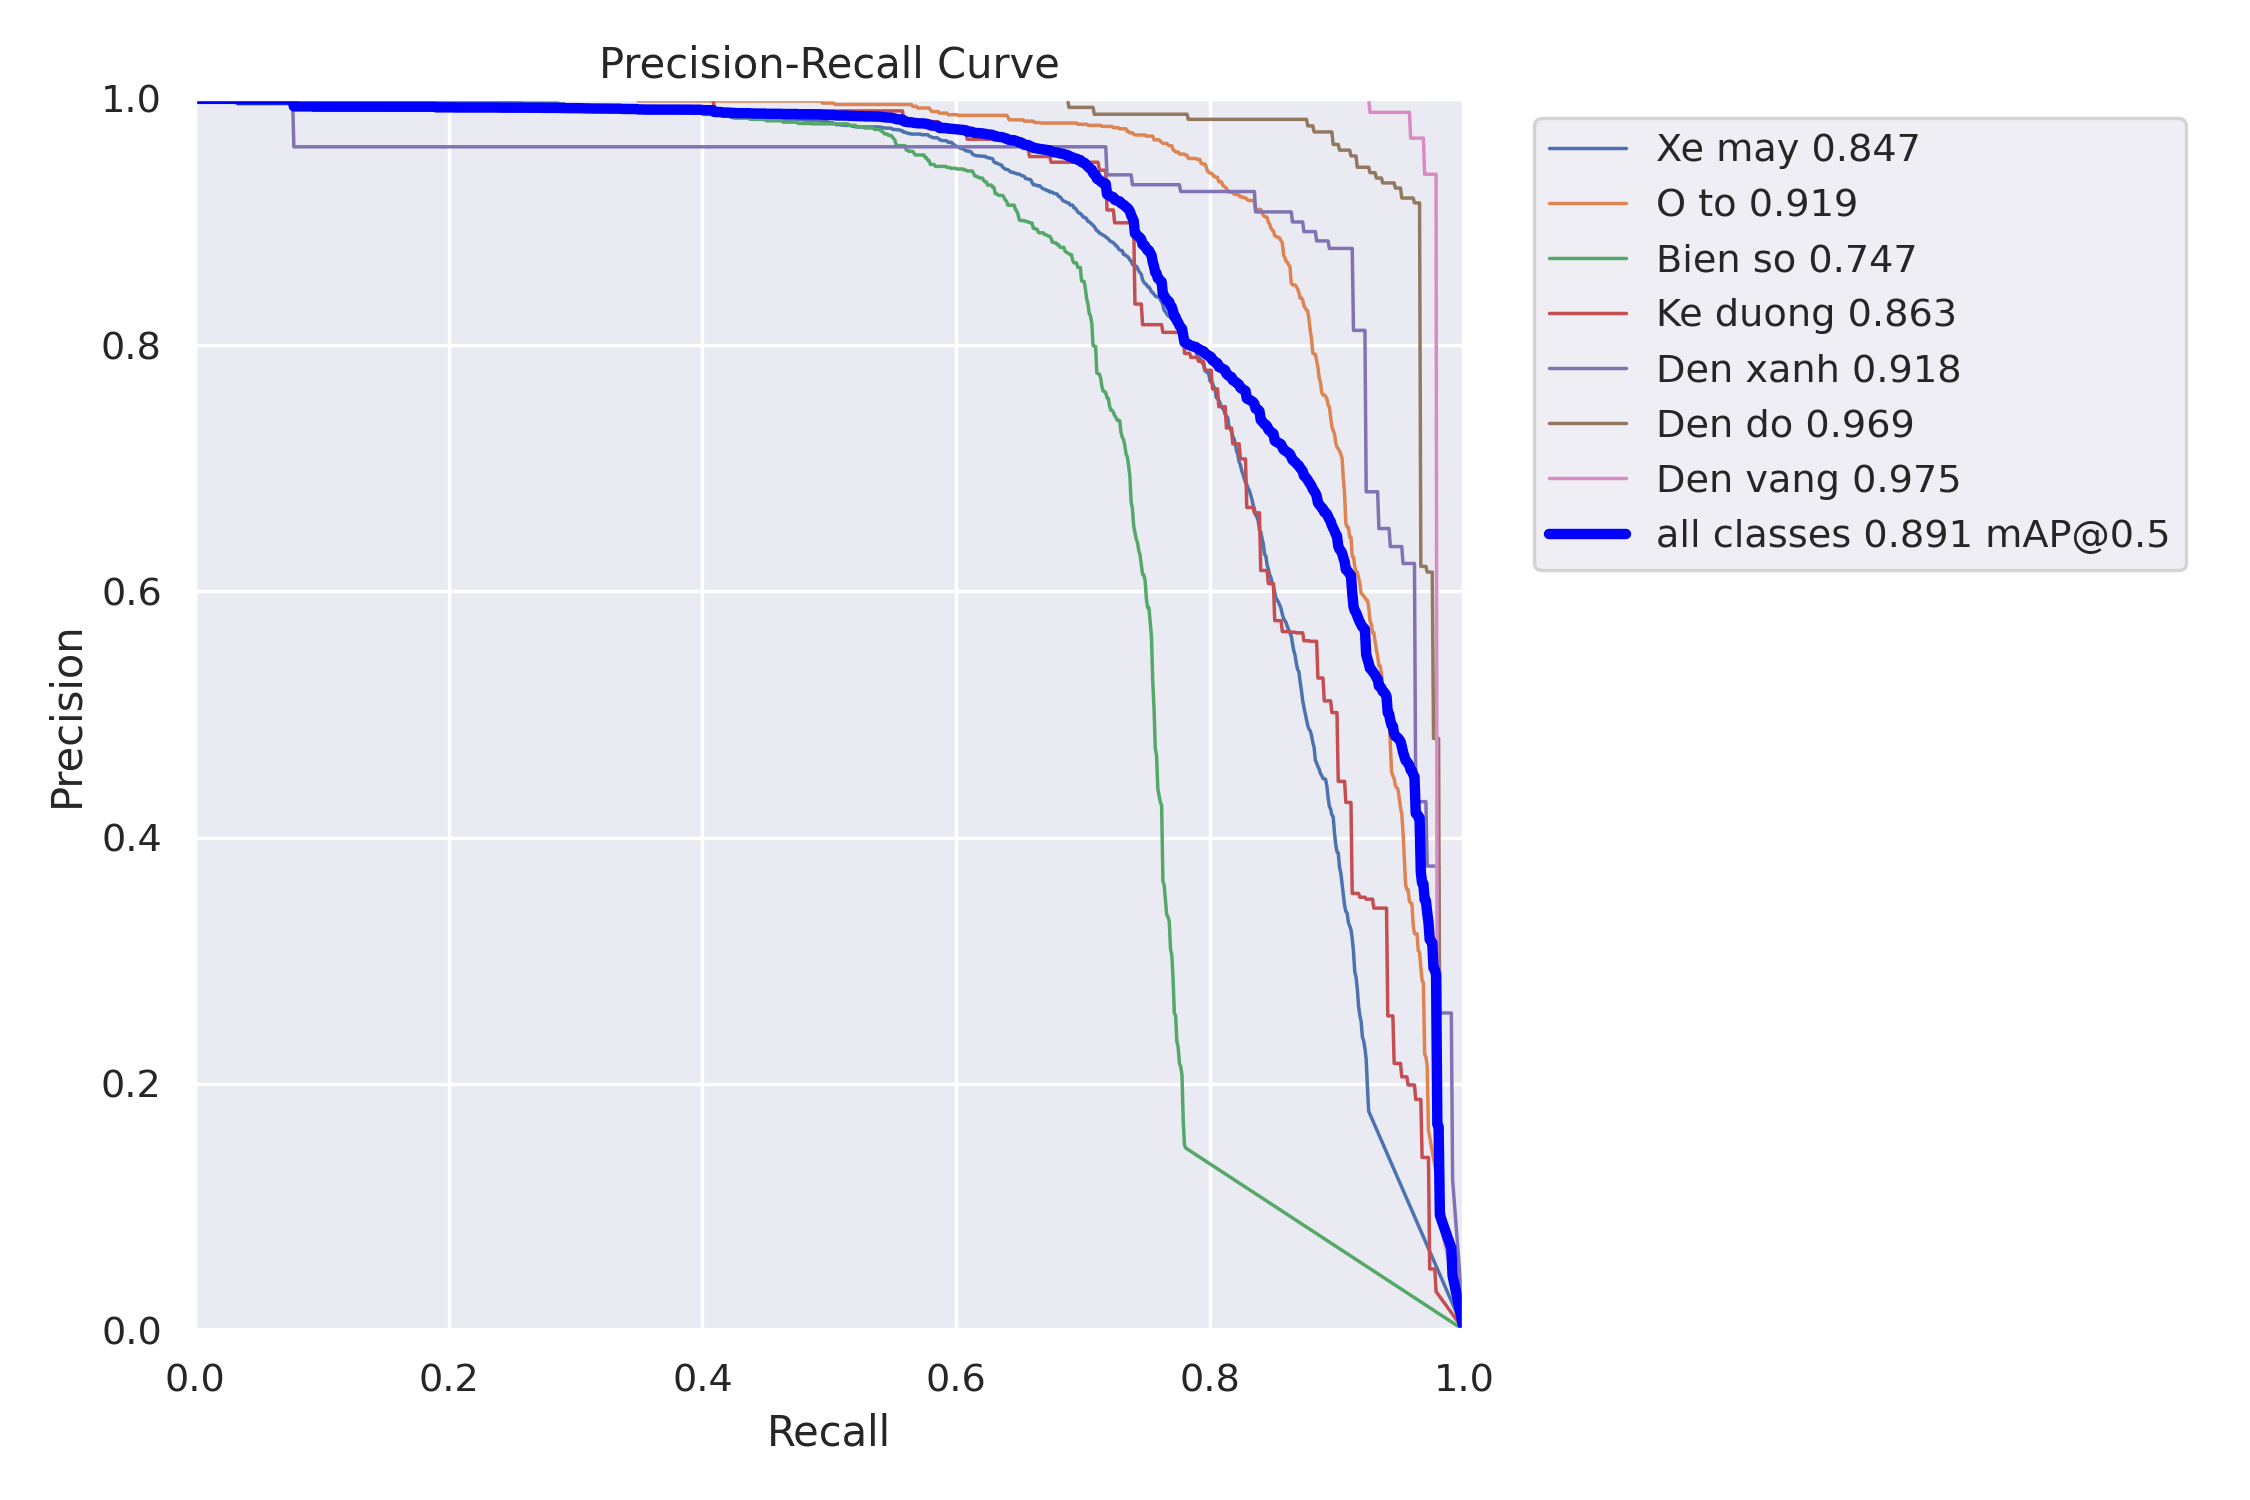 Precision-Recall Curve
1.0
0.8
0.6
0.4
0.2
0.0
Precision
0.0 0.2 0.4 0.6 0.8 1.0
Recall
Xe may 0.847
O to 0.919
Bien so 0.747
Ke duong 0.863
Den xanh 0.918
Den do 0.969
Den vang 0.975
all classes 0.891 mAP@0.5